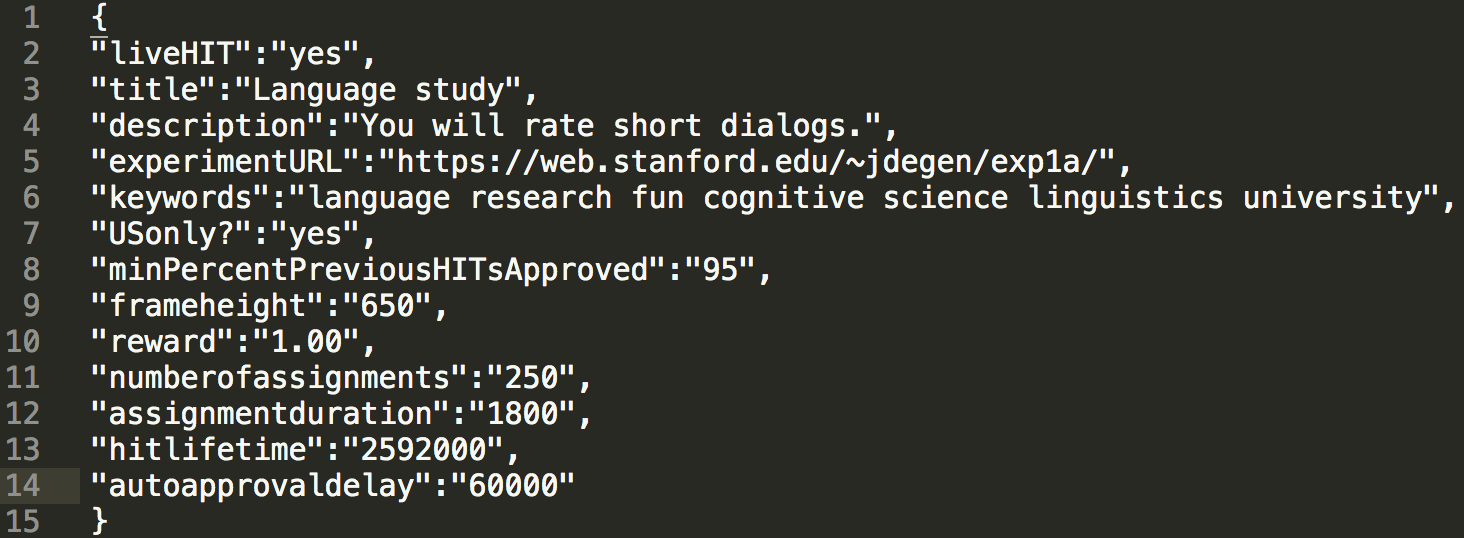 1 {
2 "liveHIT":"yes",
3 "title":"Language study",
4 "description":"You will rate short dialogs.",
5 "experimentURL":"https://web.stanford.edu/~jdegen/exp1a/",
6 "keywords":"language research fun cognitive science linguistics university",
7 "USonly?":"yes",
8 "minPercentPreviousHITsApproved":"95",
9 "frameheight":"650",
10 "reward":"1.00",
11 "numberofassignments":"250",
12 "assignmentduration":"1800",
13 "hitlifetime":"2592000",
14 "autoapprovaldelay":"60000"
15 }